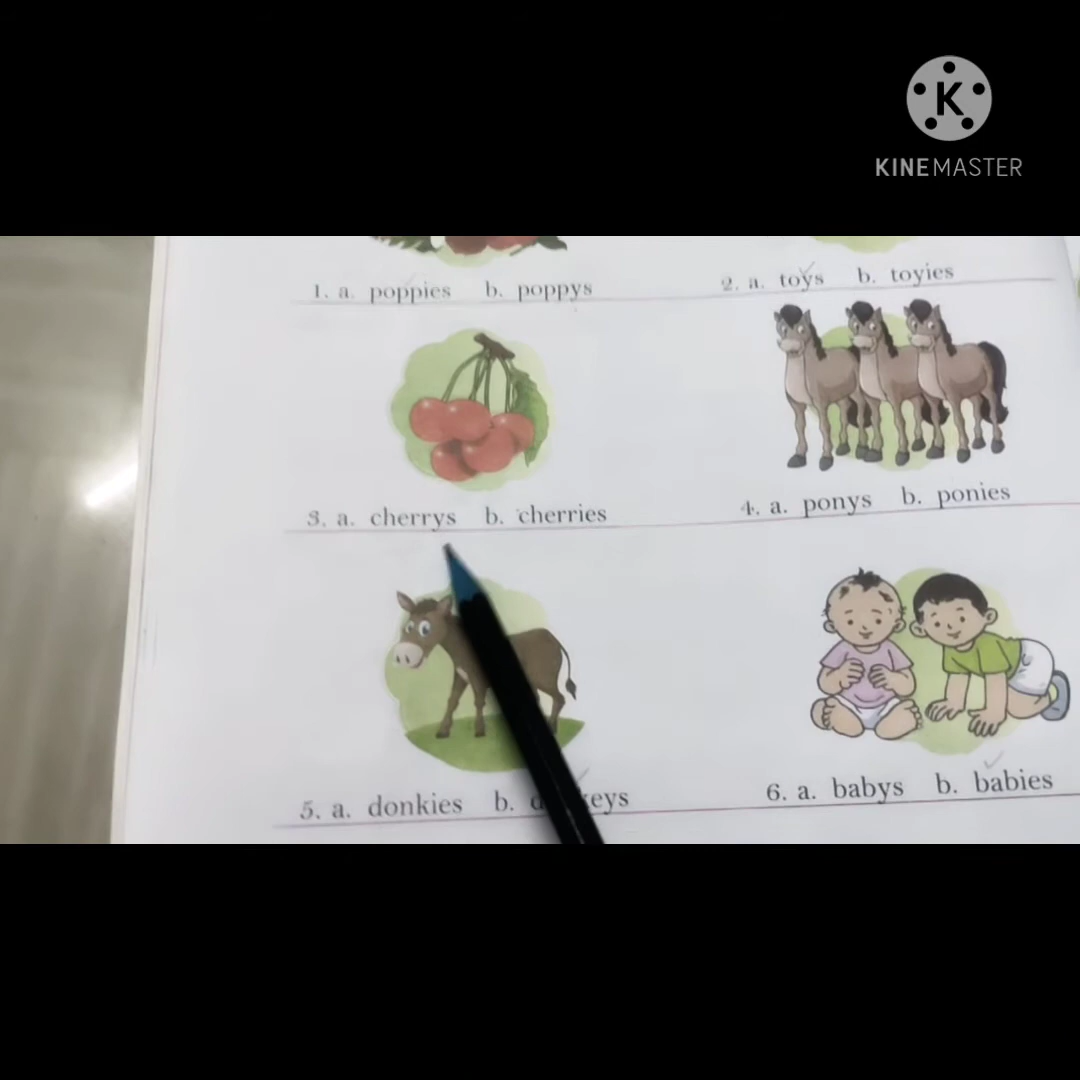 KINEMASTER
1. a. poppies b. poppys
2. a. toys b. toyies
3. a. cherrys b. cherries
4. a. ponys b. ponies
5. a. donkies b.
6. a. babys b. babies